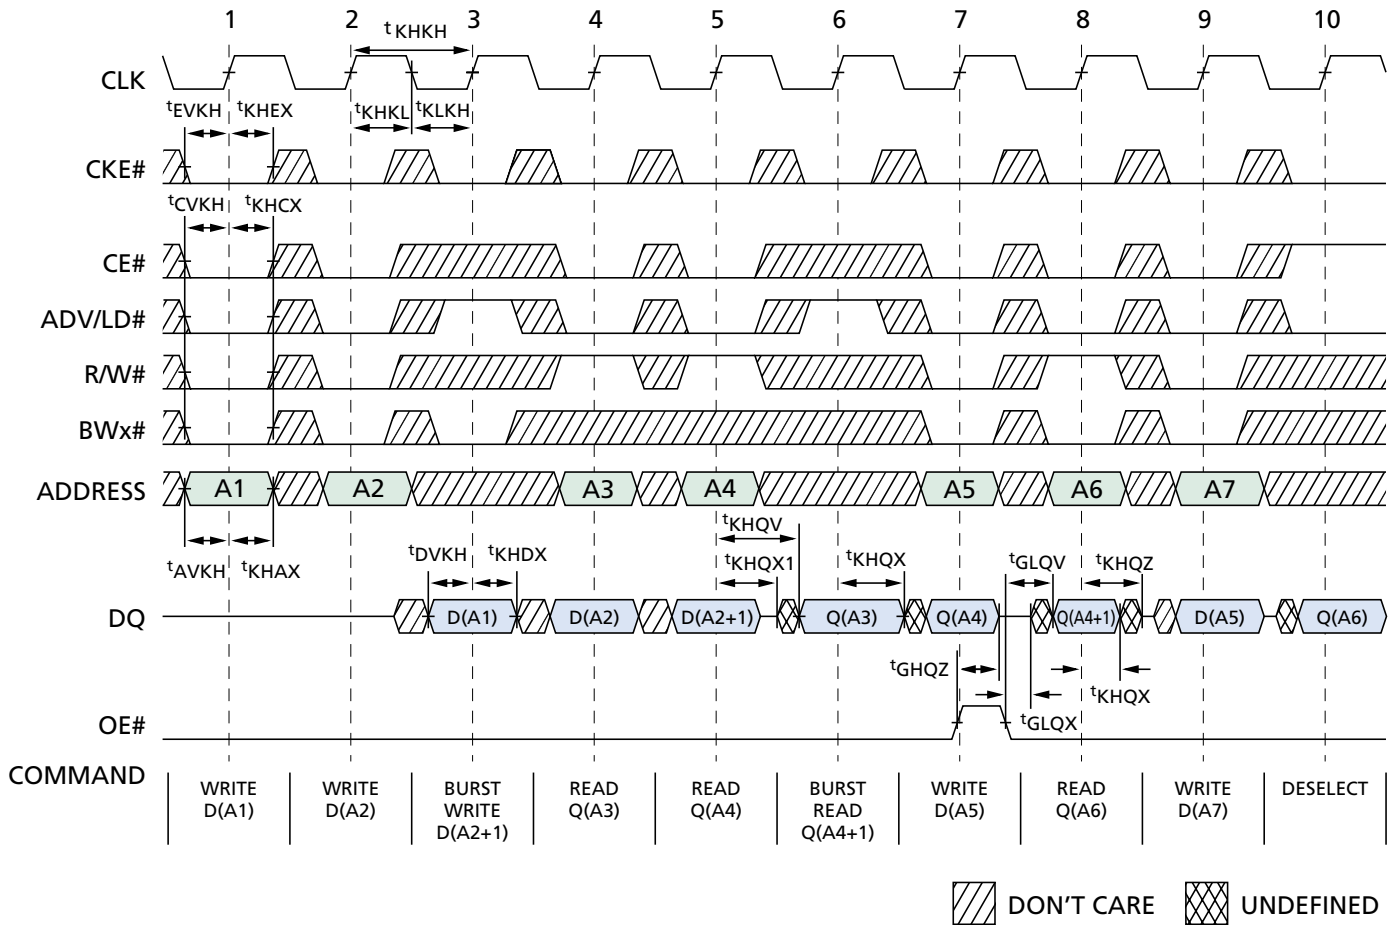 1 2 3 4 5 6 7 8 9 10
tKHKH
CLK
tEVKH tKHEX tKHKL tKLKH
CKE#
tCVKH tKHCX
CE#
ADV/LD#
R/W#
BWx#
ADDRESS A1 A2 A3 A4 A5 A6 A7
tKHQV
tAVKH tKHAX tDVKH tKHDX tKHQX1 tKHQX tGLQV tKHQZ
DQ D(A1) D(A2) D(A2+1) Q(A3) Q(A4) Q(A4+1) D(A5) Q(A6)
tGHQZ tKHQX
tGLQX
OE#
COMMAND
WRITE
D(A1)
WRITE
D(A2)
BURST
WRITE
D(A2+1)
READ
Q(A3)
READ
Q(A4)
BURST
READ
Q(A4+1)
WRITE
D(A5)
READ
Q(A6)
WRITE
D(A7)
DESELECT
DON'T CARE UNDEFINED